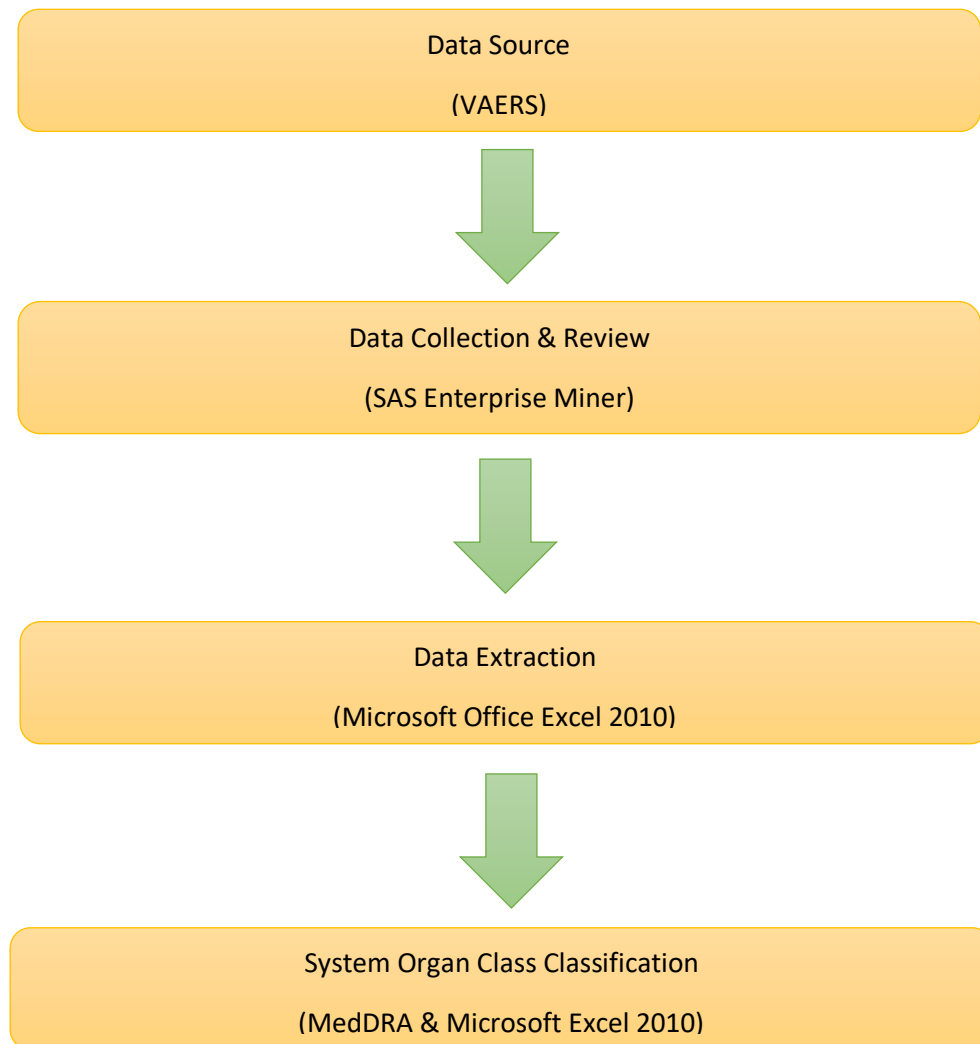 Data Source
(VAERS)
Data Collection & Review
(SAS Enterprise Miner)
Data Extraction
(Microsoft Office Excel 2010)
System Organ Class Classification
(MedDRA & Microsoft Excel 2010)